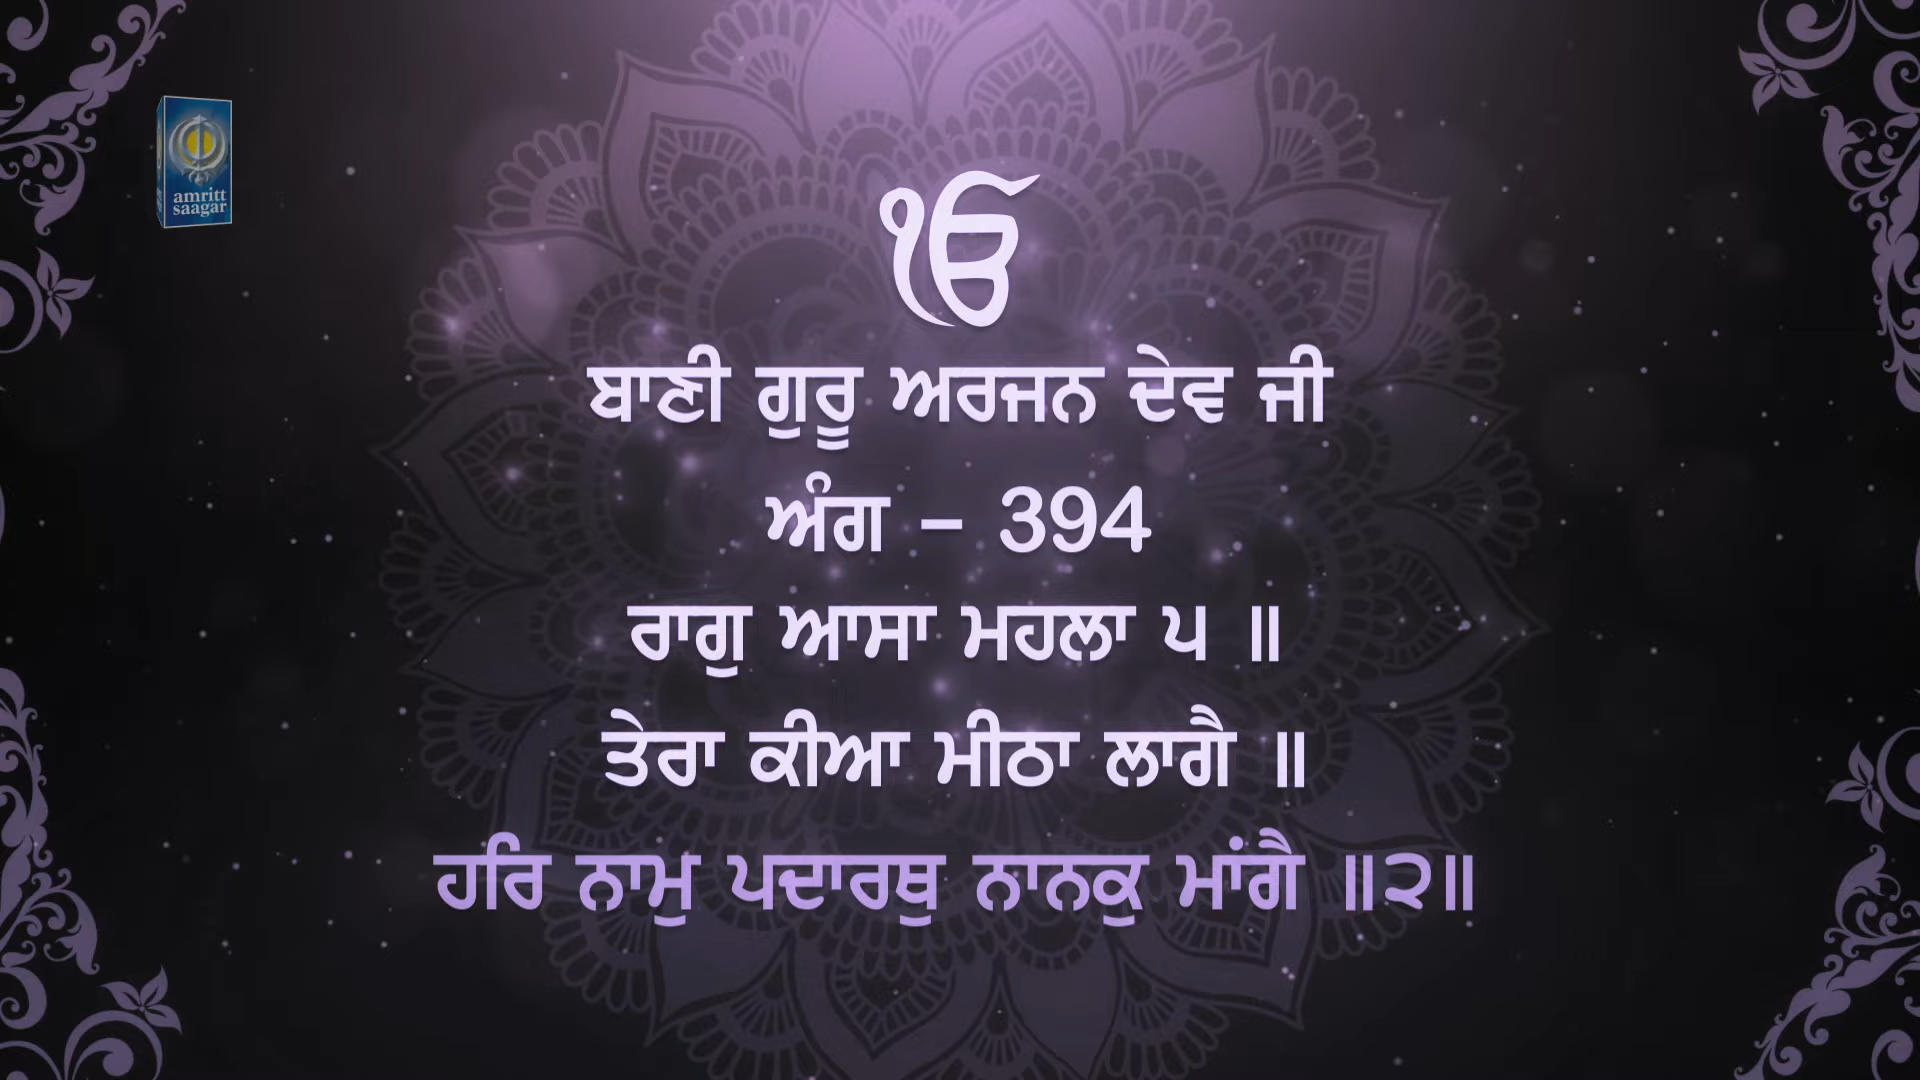 amritt
saagar
ੴ
ਬਾਣੀ ਗੁਰੂ ਅਰਜਨ ਦੇਵ ਜੀ
ਅੰਗ – 394
ਰਾਗੁ ਆਸਾ ਮਹਲਾ ੫ ॥
ਤੇਰਾ ਕੀਆ ਮੀਠਾ ਲਾਗੈ ॥
ਹਰਿ ਨਾਮੁ ਪਦਾਰਥੁ ਨਾਨਕੁ ਮਾਂਗੈ ॥੨॥